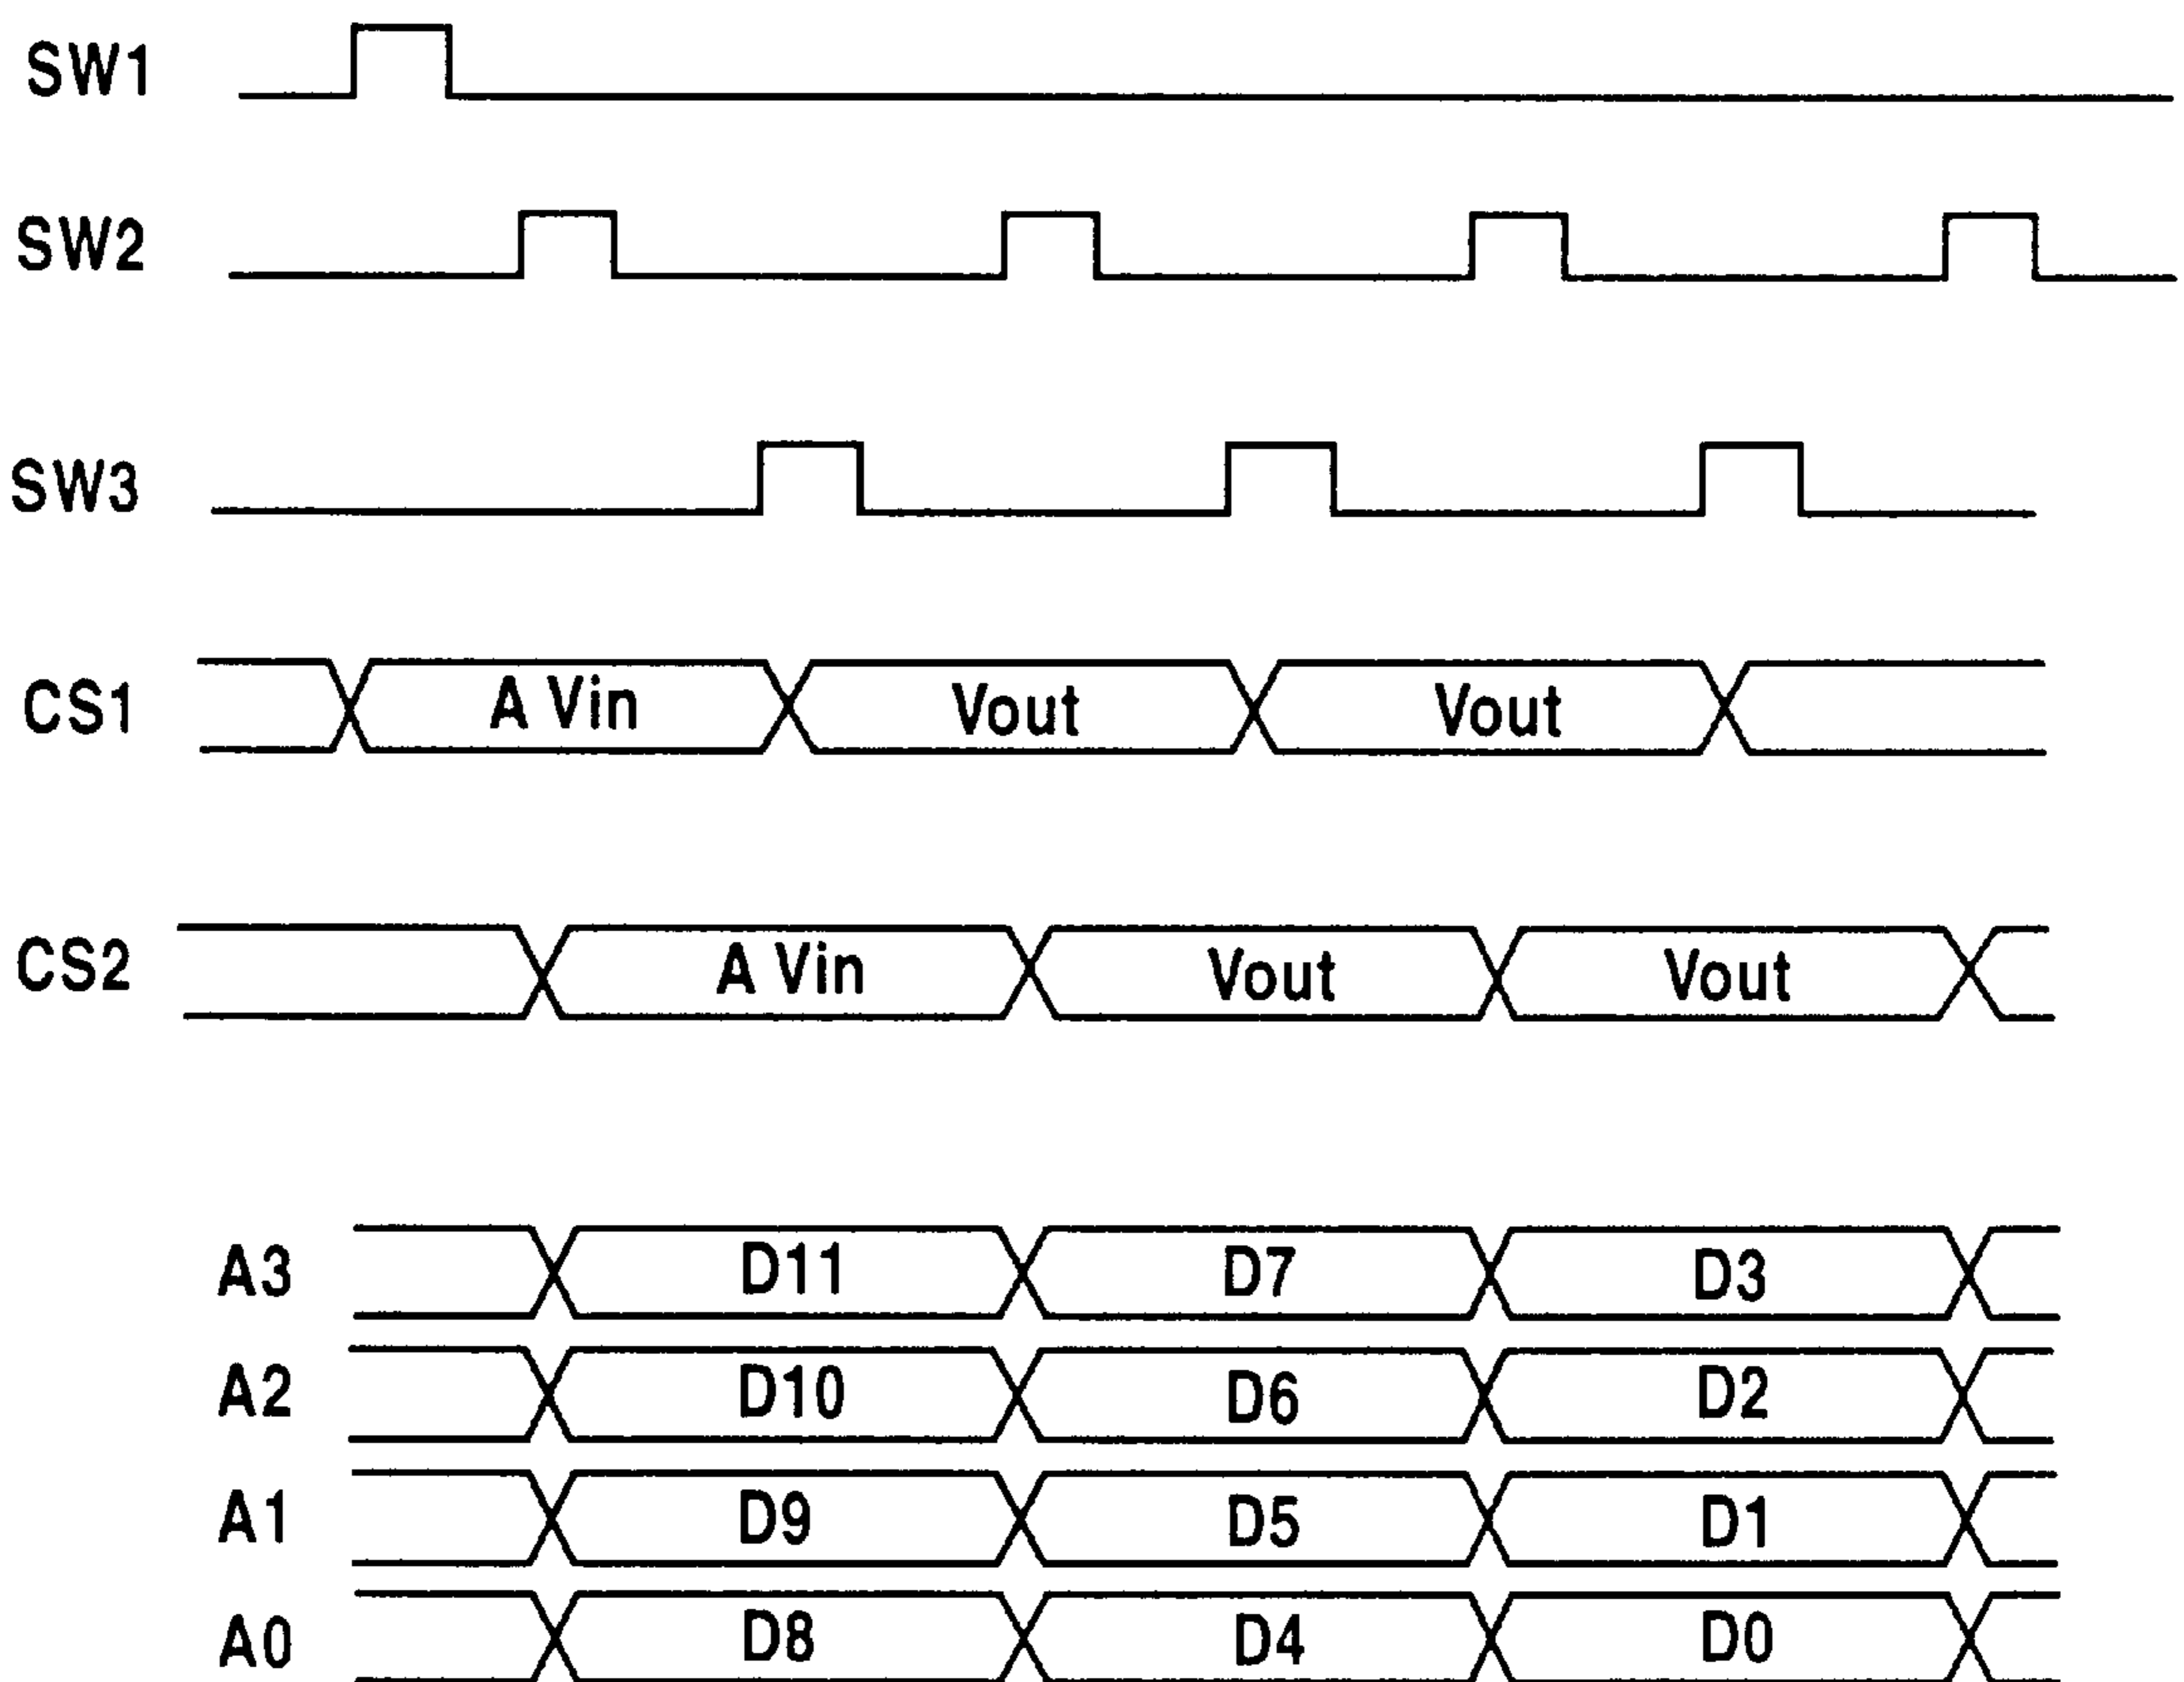 SW1
SW2
SW3
CS1 A Vin Vout Vout
CS2 A Vin Vout Vout
A3 D11 D7 D3
A2 D10 D6 D2
A1 D9 D5 D1
A0 D8 D4 D0